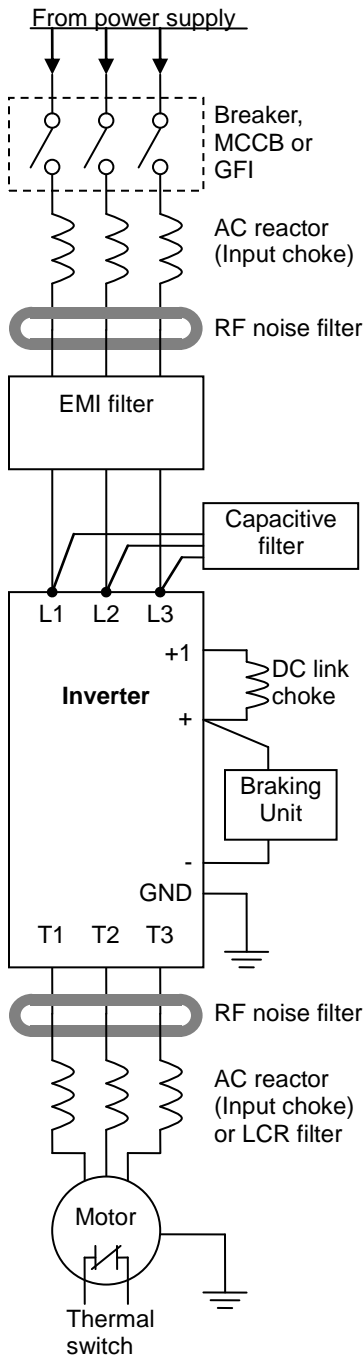 From power supply
Breaker,
MCCB or
GFI
AC reactor
(Input choke)
RF noise filter
EMI filter
Capacitive
filter
L1 L2 L3
+1
DC link
choke
Inverter
+
Braking
Unit
-
GND
T1 T2 T3
RF noise filter
AC reactor
(Input choke)
or LCR filter
Motor
Thermal
switch